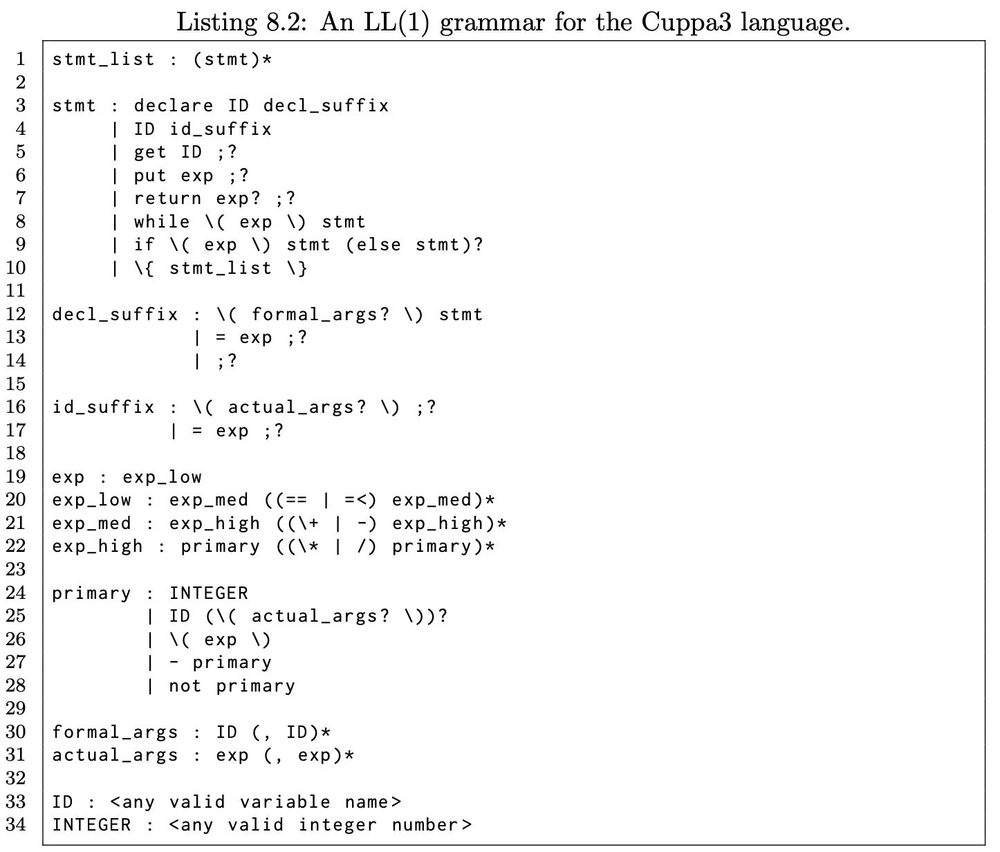 Listing 8.2: An LL(1) grammar for the Cuppa3 language.
1 stmt_list : (stmt)*
2
3 stmt : declare ID decl_suffix
4      | ID id_suffix
5      | get ID ;?
6      | put exp ;?
7      | return exp? ;?
8      | while \( exp \) stmt
9      | if \( exp \) stmt (else stmt)?
10      | \{ stmt_list \}
11
12 decl_suffix : \( formal_args? \) stmt
13             | = exp ;?
14             | ;?
15
16 id_suffix : \( actual_args? \) ;?
17           | = exp ;?
18
19 exp : exp_low
20 exp_low : exp_med ((== | =<) exp_med)*
21 exp_med : exp_high ((\+ | -) exp_high)*
22 exp_high : primary ((\* | /) primary)*
23
24 primary : INTEGER
25         | ID (\( actual_args? \))?
26         | \( exp \)
27         | - primary
28         | not primary
29
30 formal_args : ID (, ID)*
31 actual_args : exp (, exp)*
32
33 ID : <any valid variable name>
34 INTEGER : <any valid integer number>